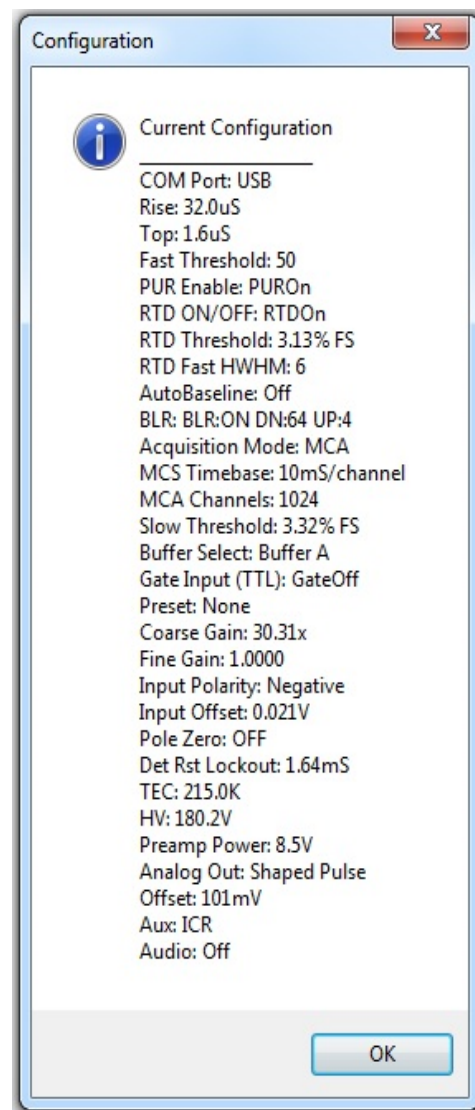 Configuration
Current Configuration
COM Port: USB
Rise: 32.0uS
Top: 1.6uS
Fast Threshold: 50
PUR Enable: PUROn
RTD ON/OFF: RTDOn
RTD Threshold: 3.13% FS
RTD Fast HWHM: 6
AutoBaseline: Off
BLR: BLR:ON DN:64 UP:4
Acquisition Mode: MCA
MCS Timebase: 10mS/channel
MCA Channels: 1024
Slow Threshold: 3.32% FS
Buffer Select: Buffer A
Gate Input (TTL): GateOff
Preset: None
Coarse Gain: 30.31x
Fine Gain: 1.0000
Input Polarity: Negative
Input Offset: 0.021V
Pole Zero: OFF
Det Rst Lockout: 1.64mS
TEC: 215.0K
HV: 180.2V
Preamp Power: 8.5V
Analog Out: Shaped Pulse
Offset: 101mV
Aux: ICR
Audio: Off
OK